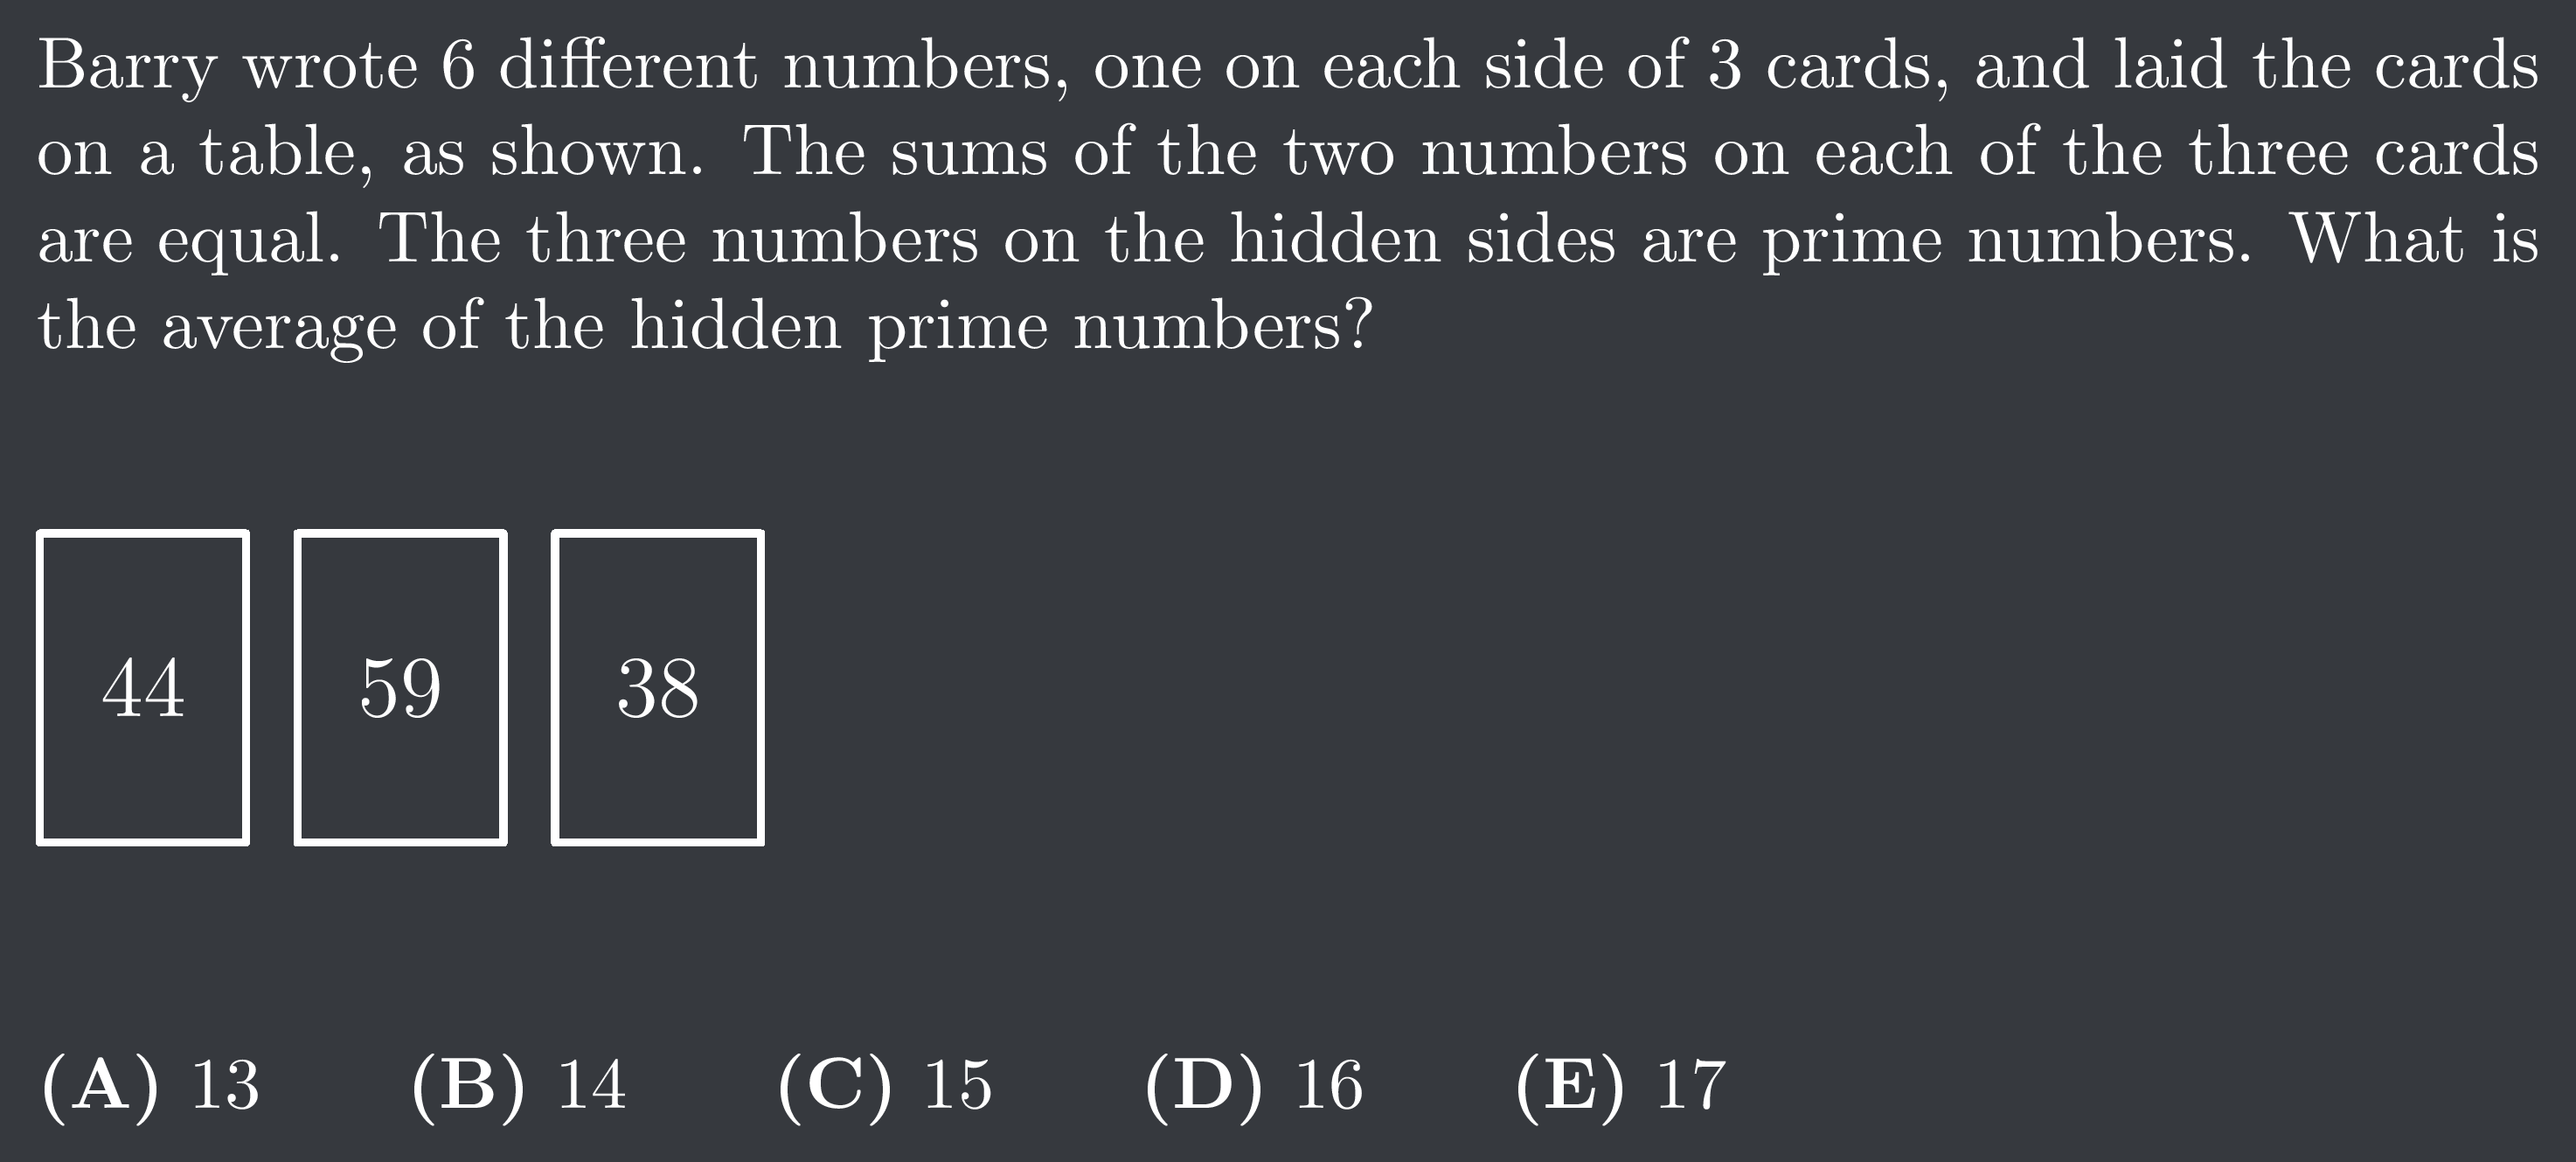 Barry wrote 6 different numbers, one on each side of 3 cards, and laid the cards
on a table, as shown. The sums of the two numbers on each of the three cards
are equal. The three numbers on the hidden sides are prime numbers. What is
the average of the hidden prime numbers?
44 59 38
(A) 13 (B) 14 (C) 15 (D) 16 (E) 17